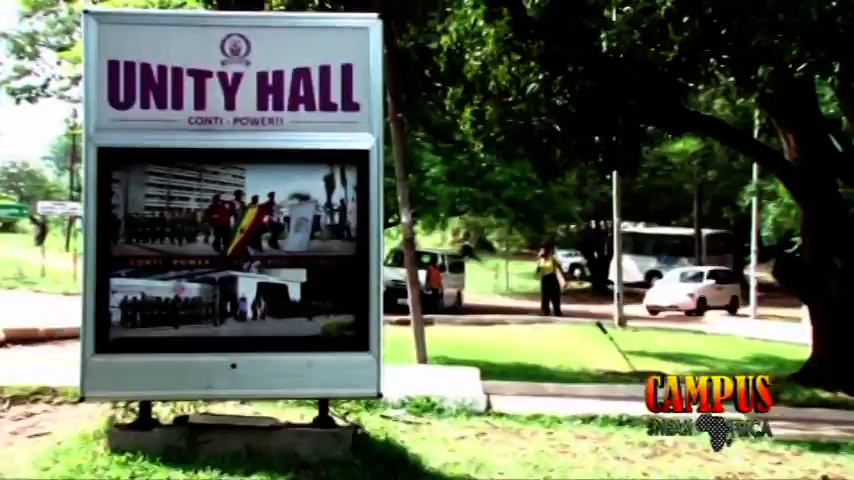 UNITY HALL
CONTI - POWER!!
CONTI POWER
CAMPUS